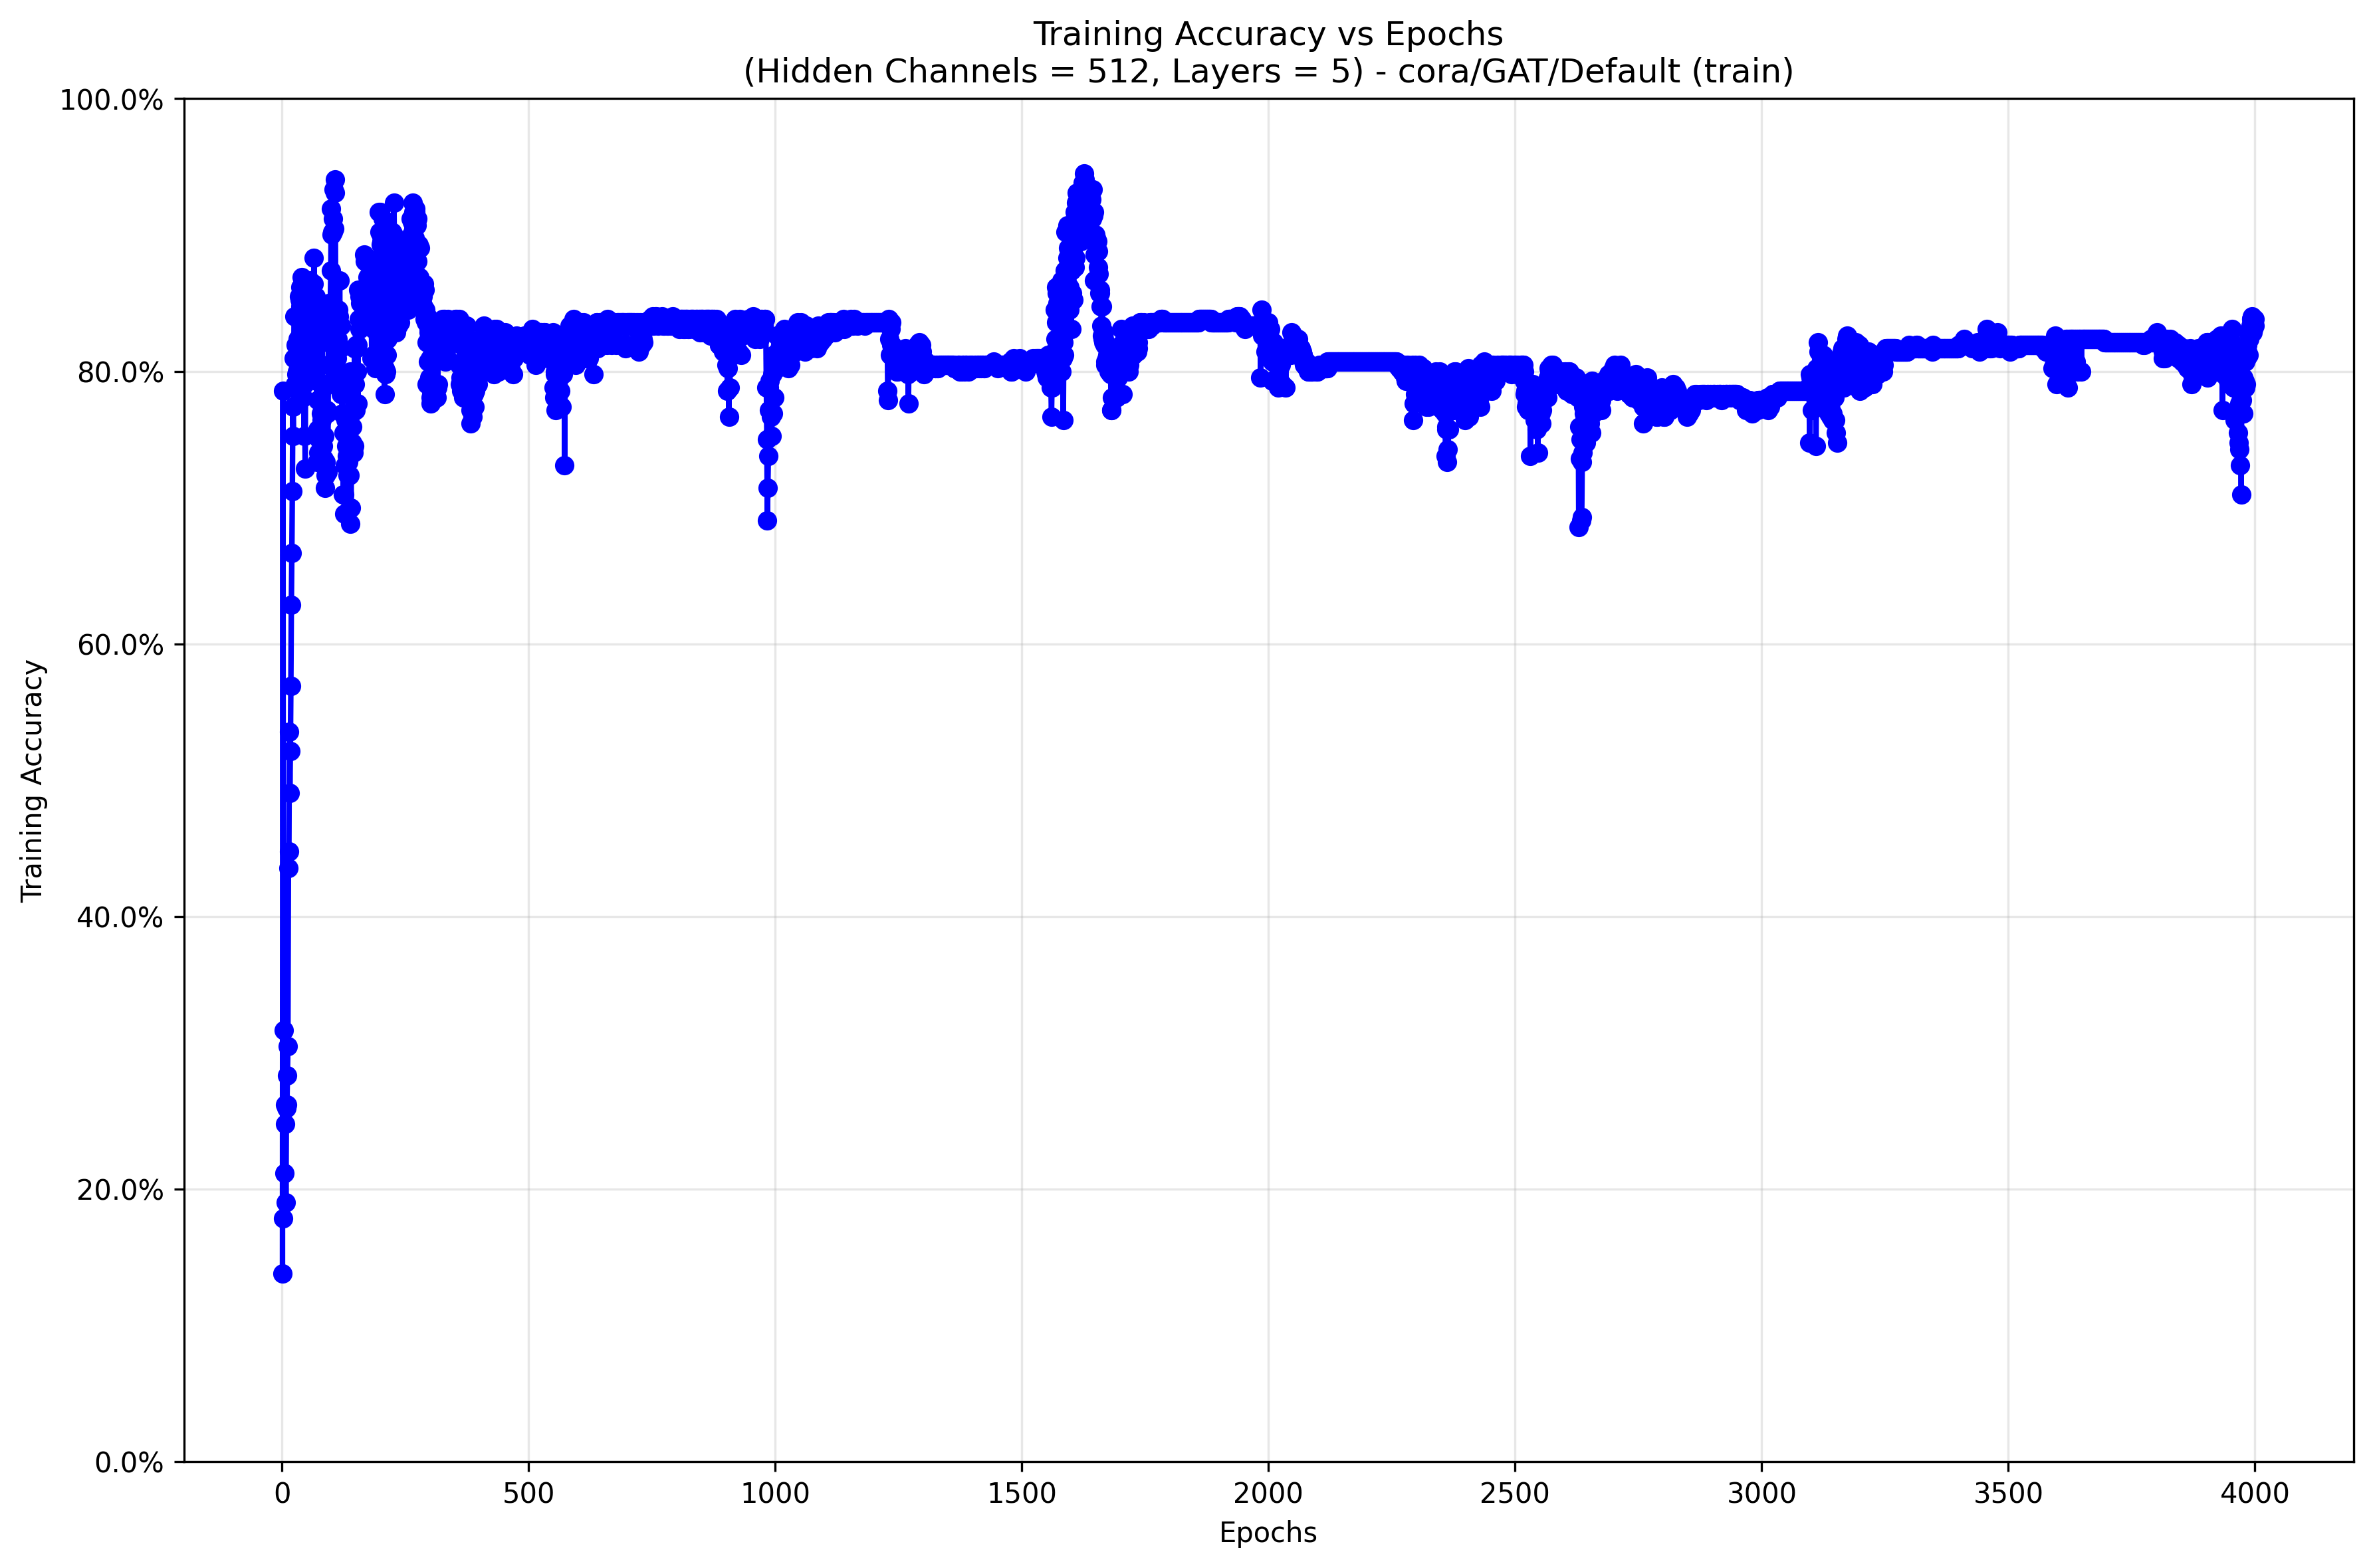 Training Accuracy vs Epochs
(Hidden Channels = 512, Layers = 5) - cora/GAT/Default (train)
100.0%
80.0%
60.0%
40.0%
20.0%
0.0%
Training Accuracy
0 500 1000 1500 2000 2500 3000 3500 4000
Epochs